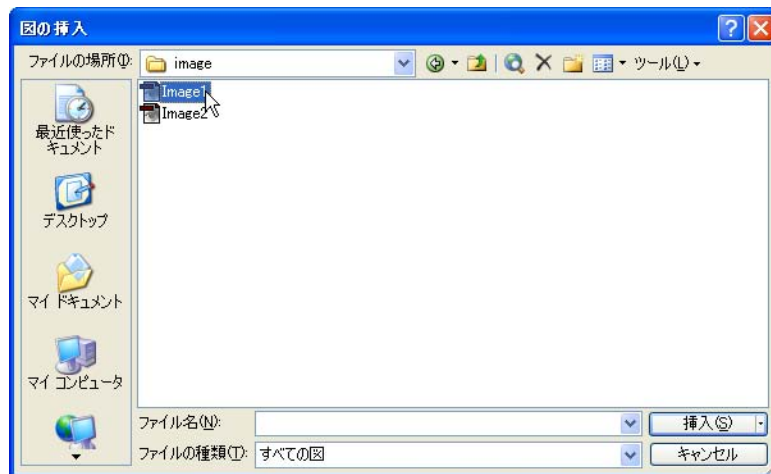 図の挿入
ファイルの場所(I):
image
ツール(L)
Image1
Image2
最近使ったド
キュメント
デスクトップ
マイ ドキュメント
マイ コンピュータ
ファイル名(N):
挿入(S)
ファイルの種類(T):
すべての図
キャンセル